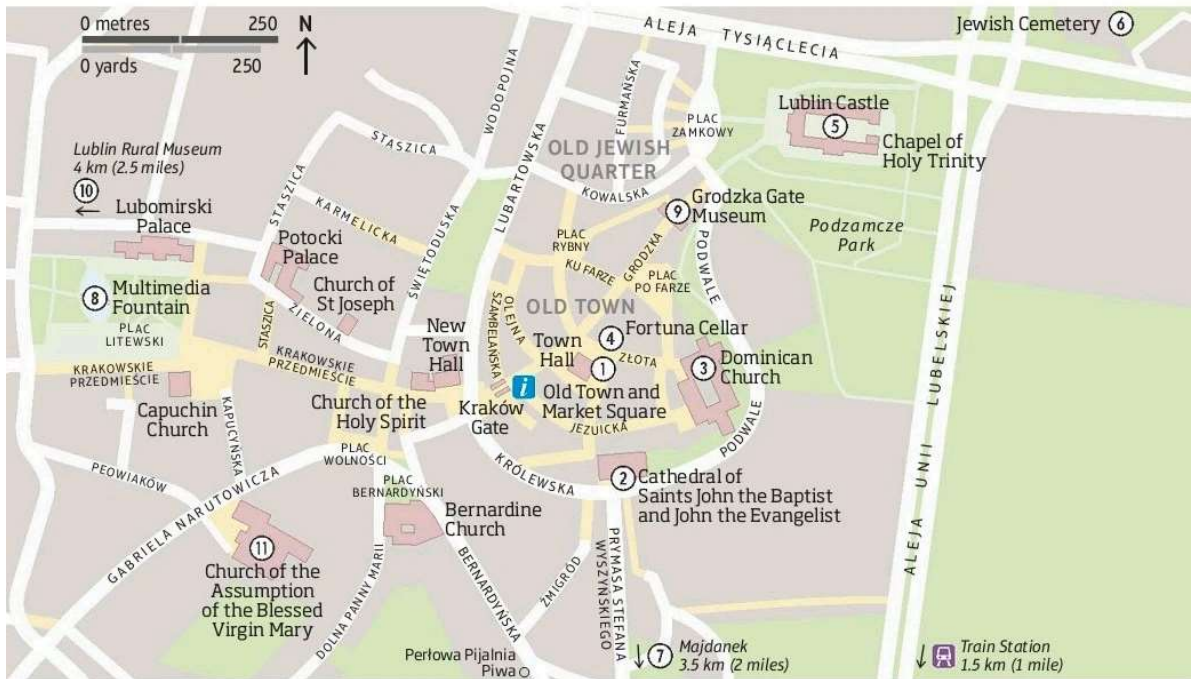 0 metres 250
0 yards 250
N
ALEJA TYSIĄCLECIA
Jewish Cemetery 6
WODOPOJNA
FURMAŃSKA
PLAC
ZAMKOWY
Lublin Castle
5
Chapel of
Holy Trinity
STASZICA
LUBARTOWSKA
OLD JEWISH
QUARTER
KOWALSKA
Lublin Rural Museum
4 km (2.5 miles)
10
Lubomirski
Palace
STASZICA
KARMELICKA
ŚWIĘTODUSKA
9 Grodzka Gate
Museum
PODWALE
Podzamcze
Park
PLAC
RYBNY
GRODZKA
KU FARZE
PLAC
PO FARZE
Potocki
Palace
Church of
St Joseph
8 Multimedia
Fountain
PLAC
LITEWSKI
ZIELONA
STASZICA
OLD TOWN
OLEJNA
SZAMBELAŃSKA
New
Town
Hall
Town
Hall
4 Fortuna Cellar
ZŁOTA
1
3
Dominican
Church
KRAKOWSKIE
PRZEDMIEŚCIE
KRAKOWSKIE
PRZEDMIEŚCIE
i
Old Town and
Market Square
Kraków
Gate
JEZUICKA
PODWALE
Capuchin
Church
KAPUCYŃSKA
Church of the
Holy Spirit
PLAC
WOLNOŚCI
PEOWIAKÓW
GABRIELA NARUTOWICZA
PLAC
BERNARDYŃSKI
KRÓLEWSKA
2 Cathedral of
Saints John the Baptist
and John the Evangelist
Bernardine
Church
11
Church of the
Assumption
of the Blessed
Virgin Mary
DOLNA PANNY MARII
BERNARDYŃSKA
ŻMIGRÓD
PRYMASA STEFANA
WYSZYŃSKIEGO
ALEJA UNII LUBELSKIEJ
Perłowa Pijalnia
Piwa
7 Majdanek
3.5 km (2 miles)
Train Station
1.5 km (1 mile)